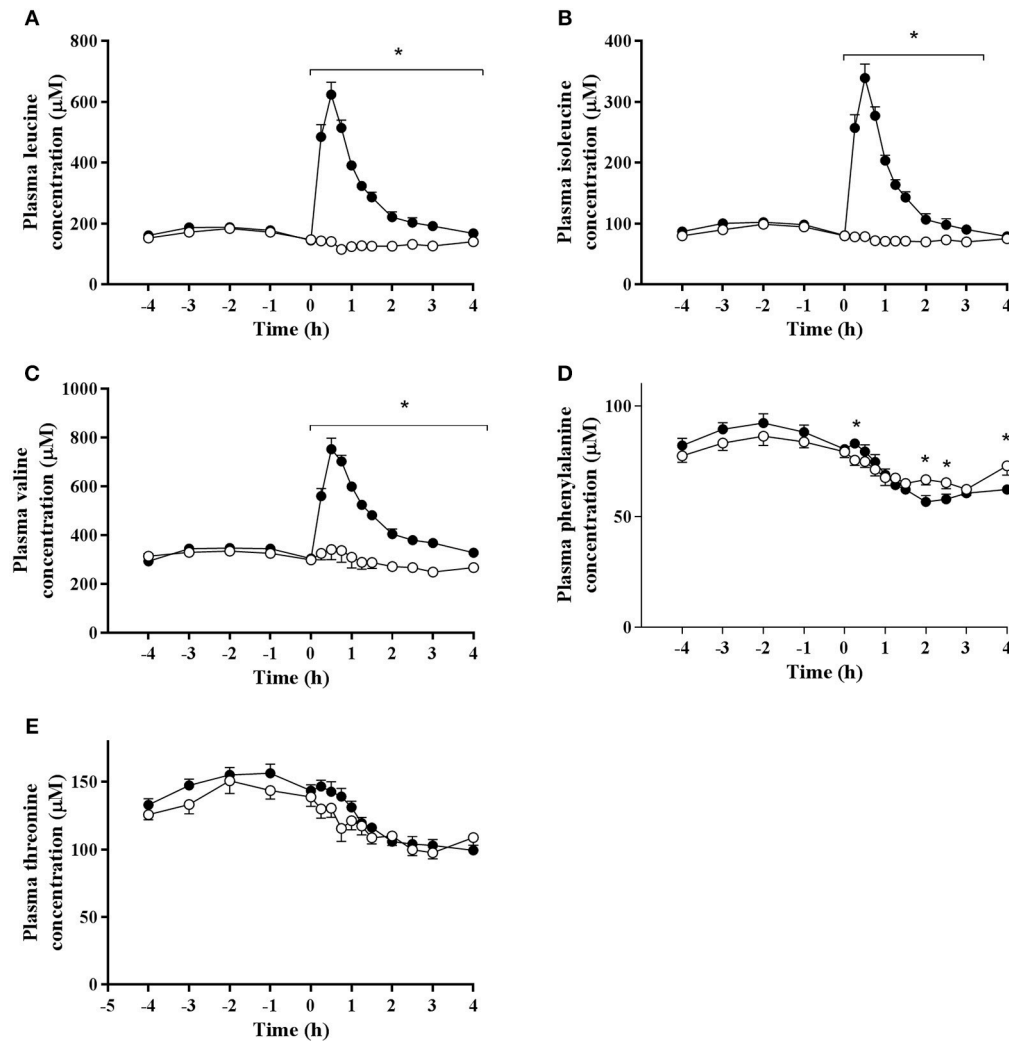 A
Plasma leucine
concentration (μM)
800
600
400
200
0
*
-4 -3 -2 -1 0 1 2 3 4
Time (h)
B
Plasma isoleucine
concentration (μM)
400
300
200
100
0
*
-4 -3 -2 -1 0 1 2 3 4
Time (h)
C
Plasma valine
concentration (μM)
1000
800
600
400
200
0
*
-4 -3 -2 -1 0 1 2 3 4
Time (h)
D
Plasma phenylalanine
concentration (μM)
100
50
0
* * * *
-4 -3 -2 -1 0 1 2 3 4
Time (h)
E
Plasma threonine
concentration (μM)
150
100
50
0
-5 -4 -3 -2 -1 0 1 2 3 4
Time (h)